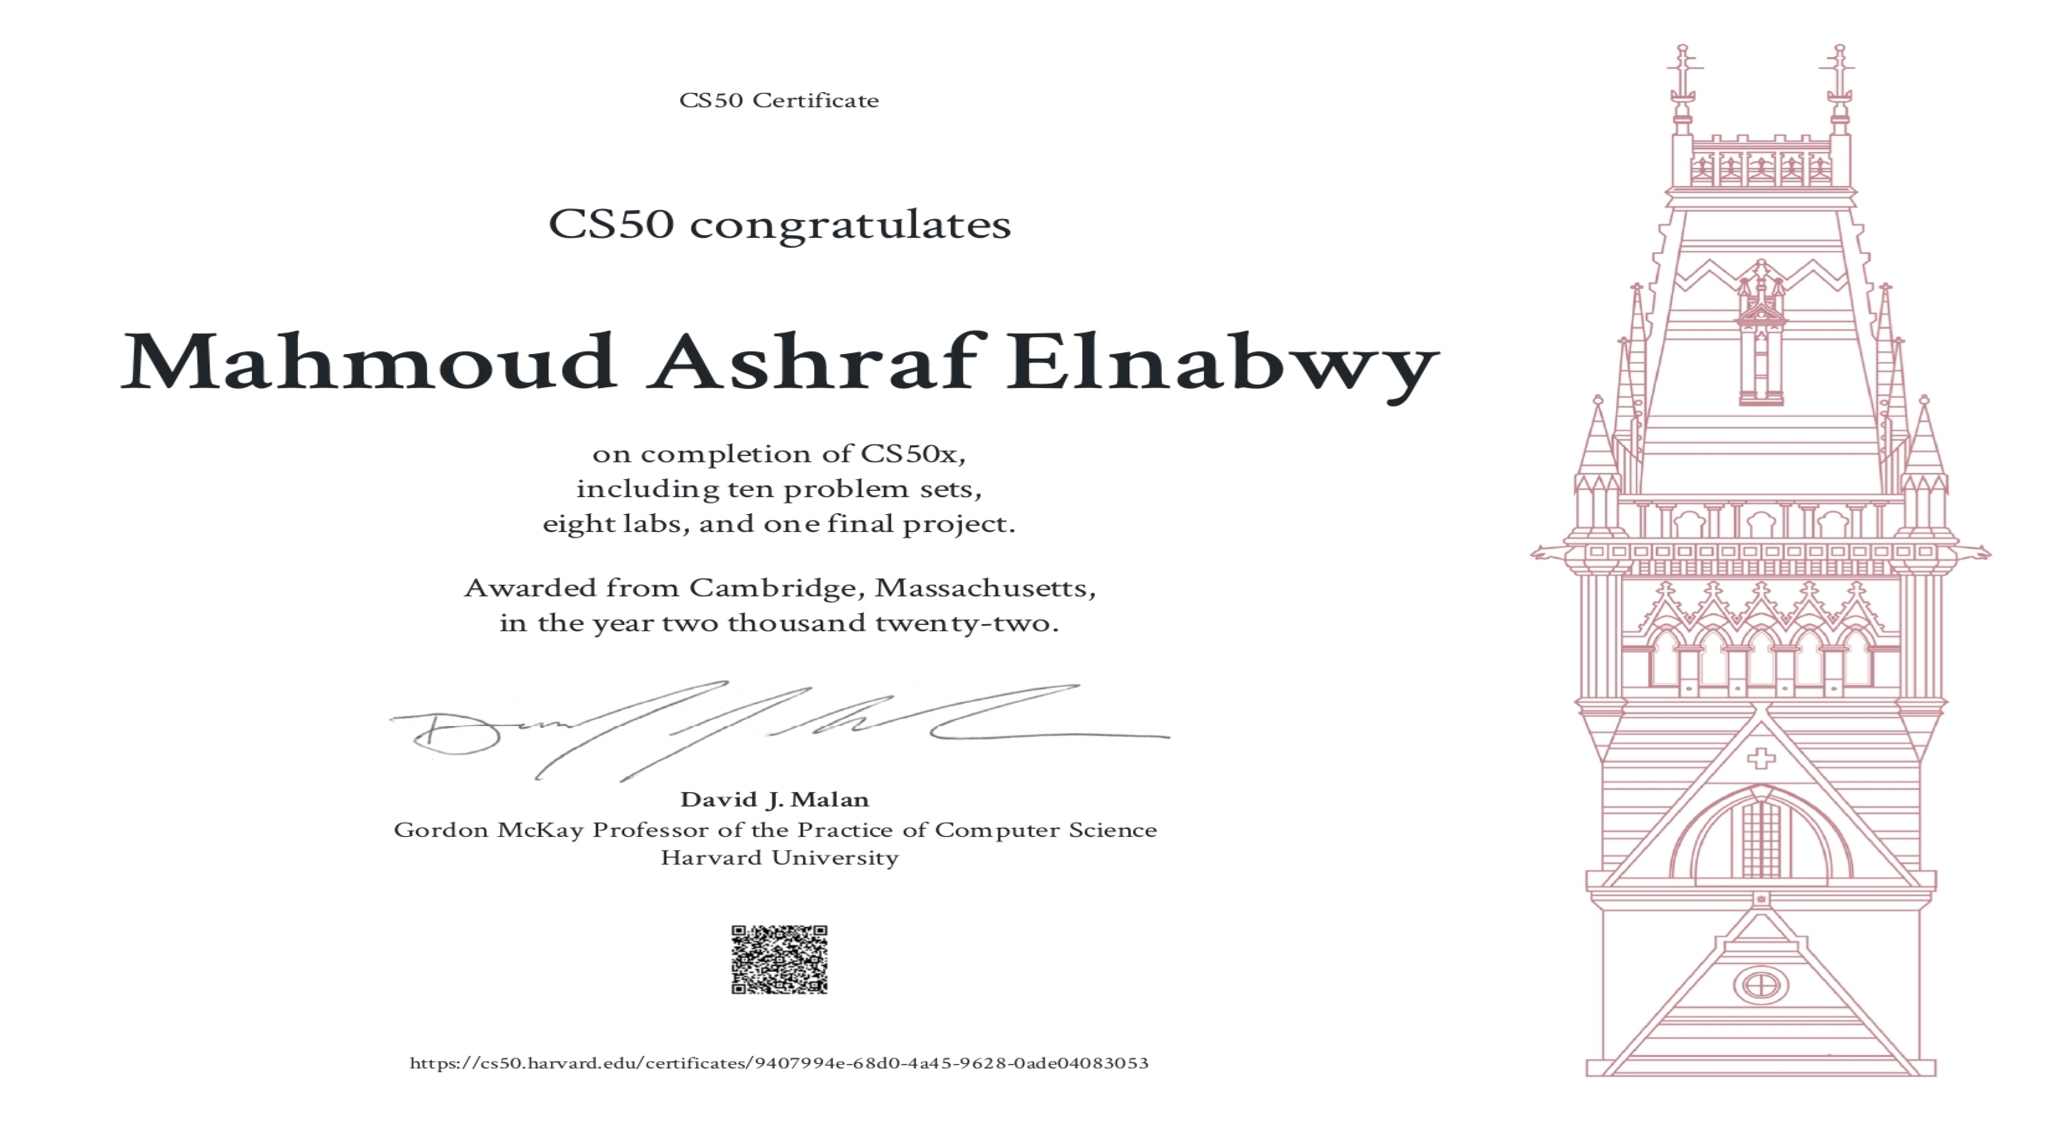 CS50 Certificate
CS50 congratulates
Mahmoud Ashraf Elnabwy
on completion of CS50x,
including ten problem sets,
eight labs, and one final project.
Awarded from Cambridge, Massachusetts,
in the year two thousand twenty-two.
David J. Malan
Gordon McKay Professor of the Practice of Computer Science
Harvard University
https://cs50.harvard.edu/certificates/9407994e-68d0-4a45-9628-0ade04083053